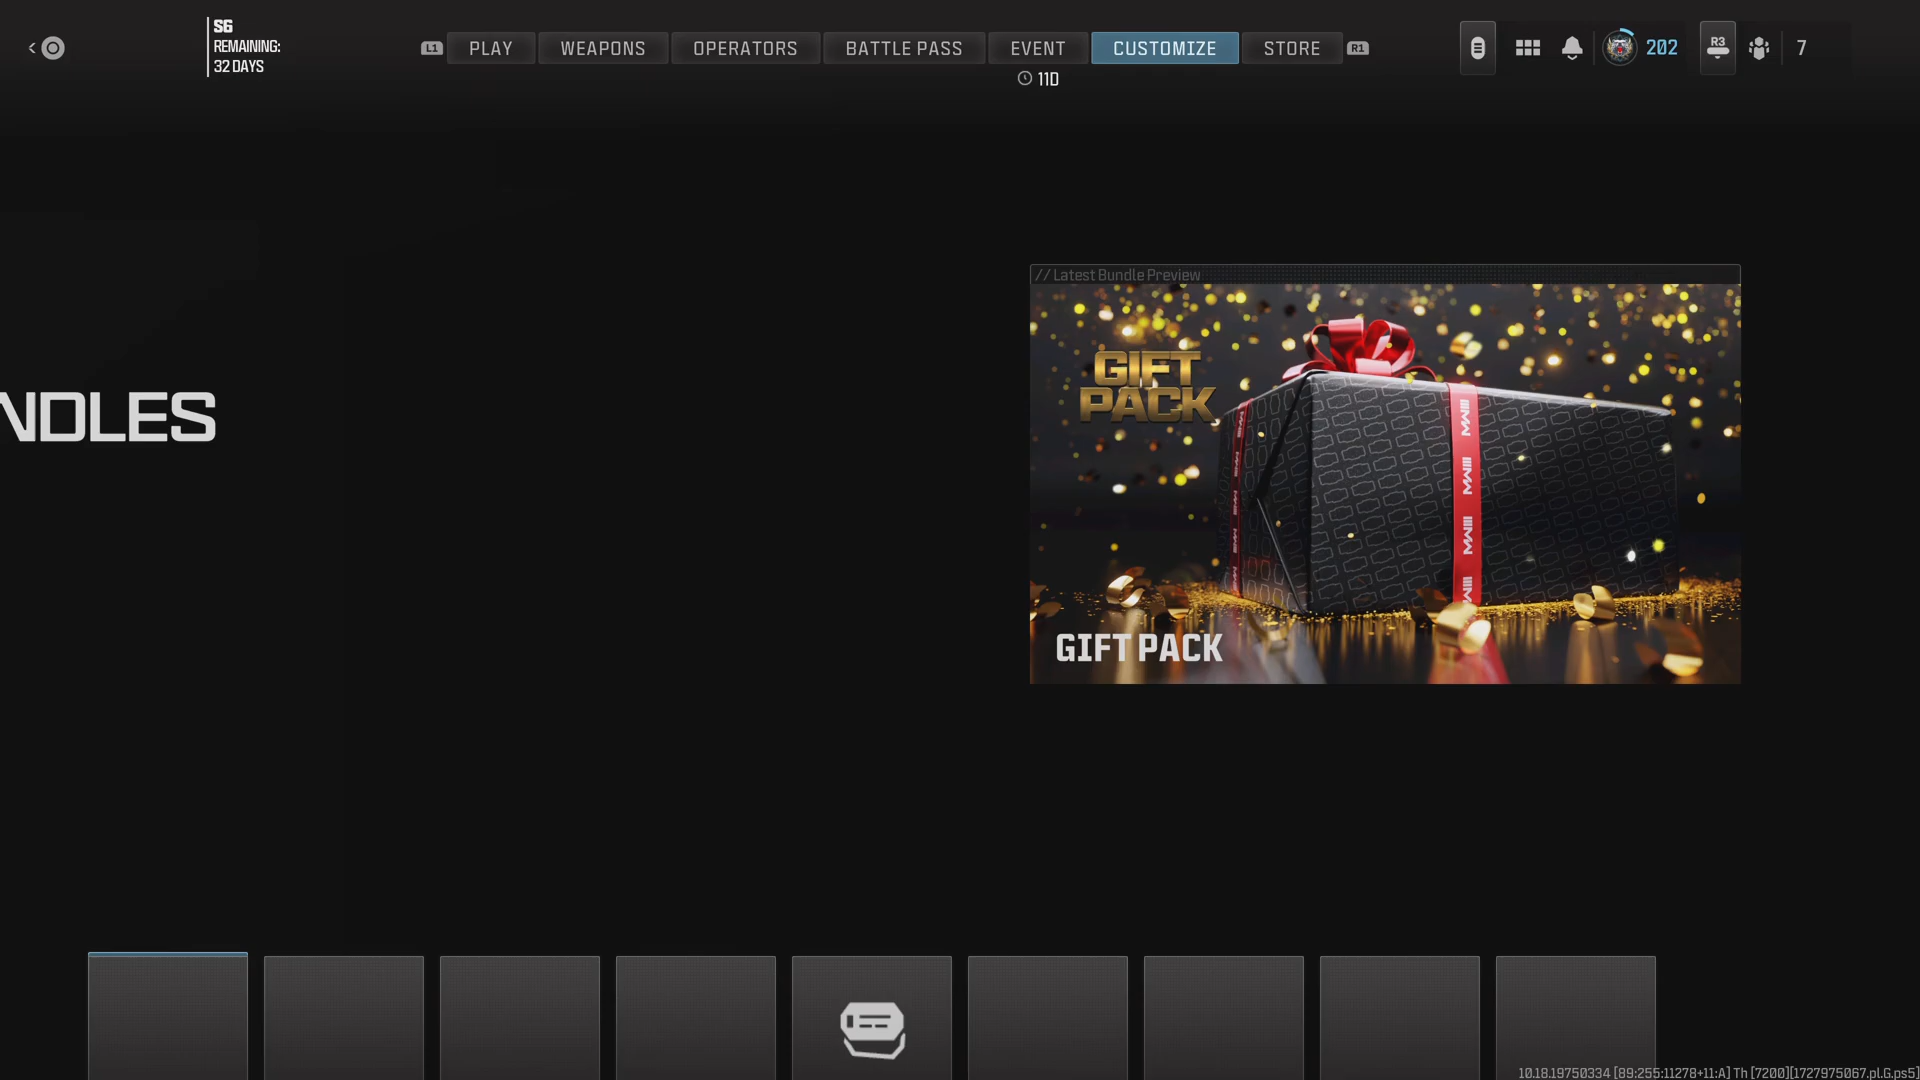 S6
REMAINING:
32 DAYS
L1
PLAY
WEAPONS
OPERATORS
BATTLE PASS
EVENT
CUSTOMIZE
STORE
R1
11D
202
R3
7
NDLES
// Latest Bundle Preview
GIFT
PACK
MWIII
MWIII
MWIII
GIFT PACK
10.18.19750334 [89:255:11278+11:A] Th [7200][1727975067.pl.G.ps5]